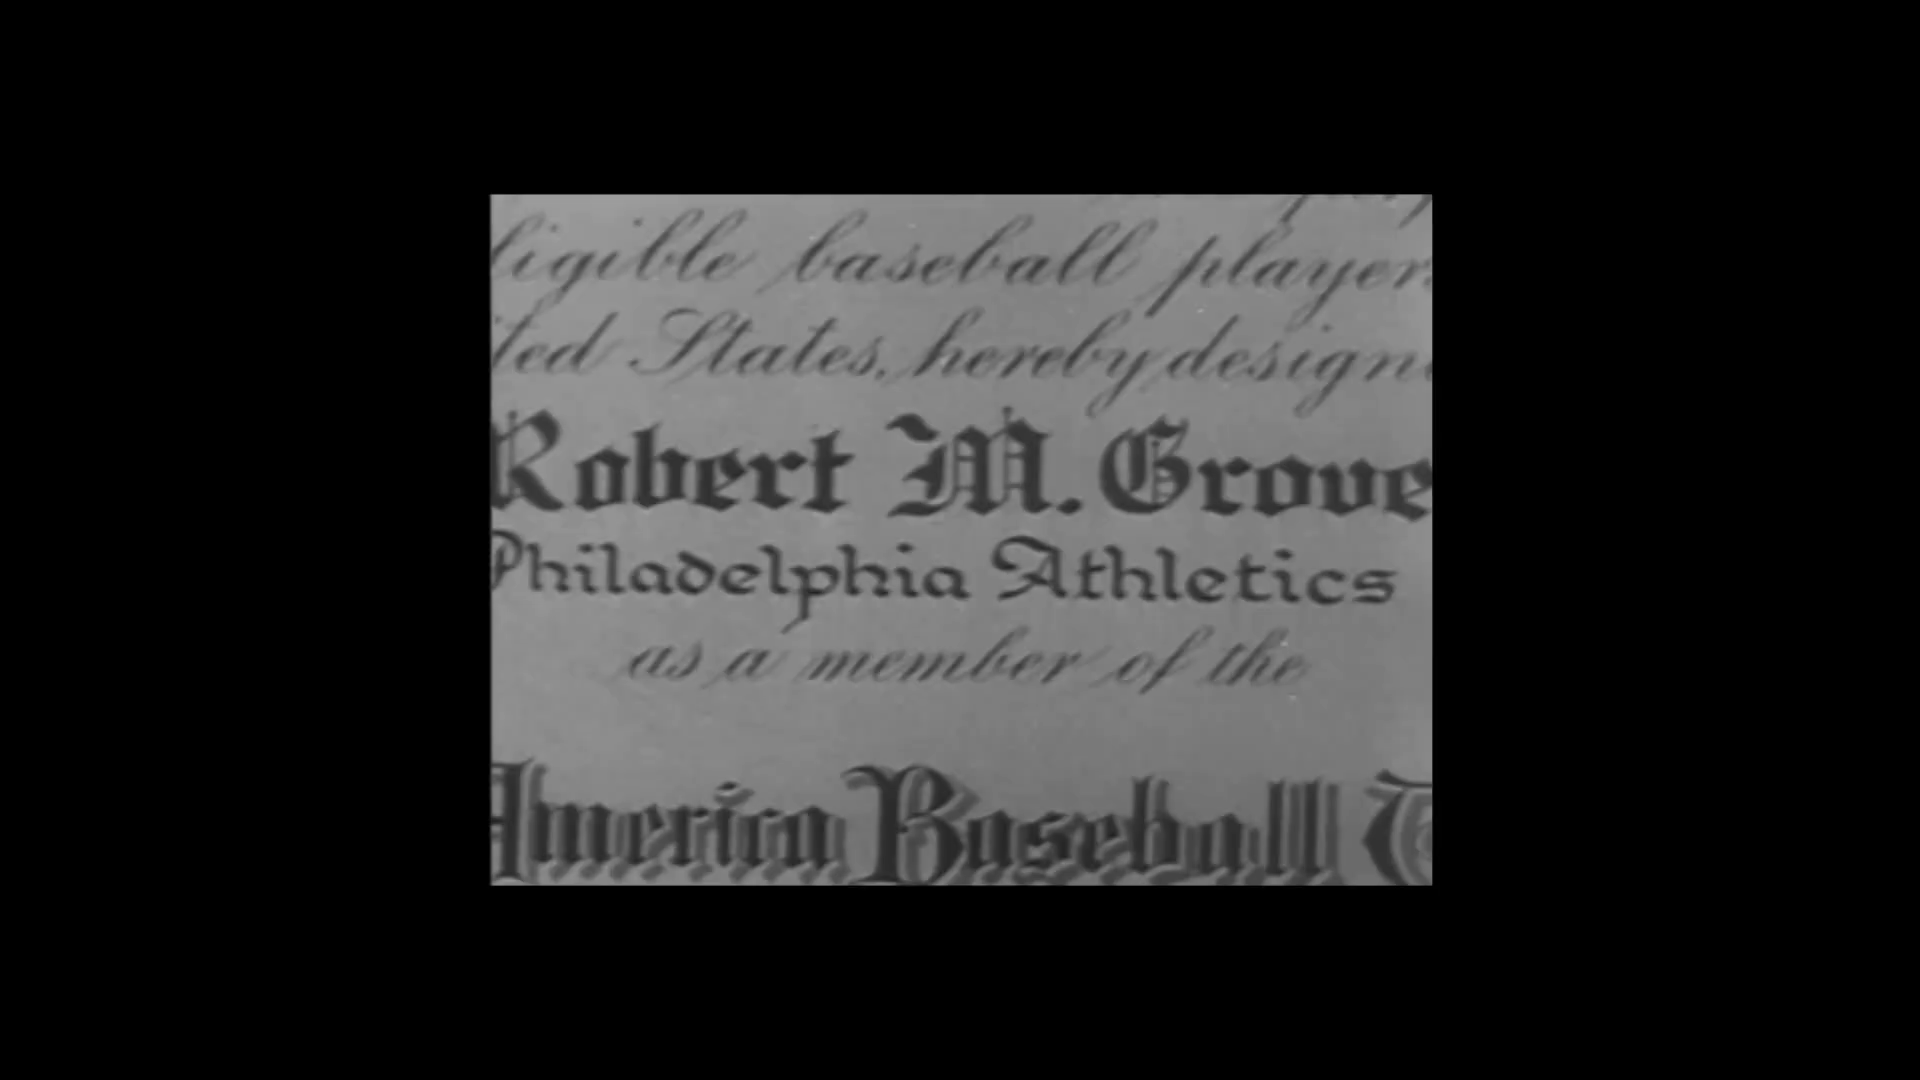 ligible baseball player
ted States, hereby design
Robert M. Grove
Philadelphia Athletics
as a member of the
America Baseball